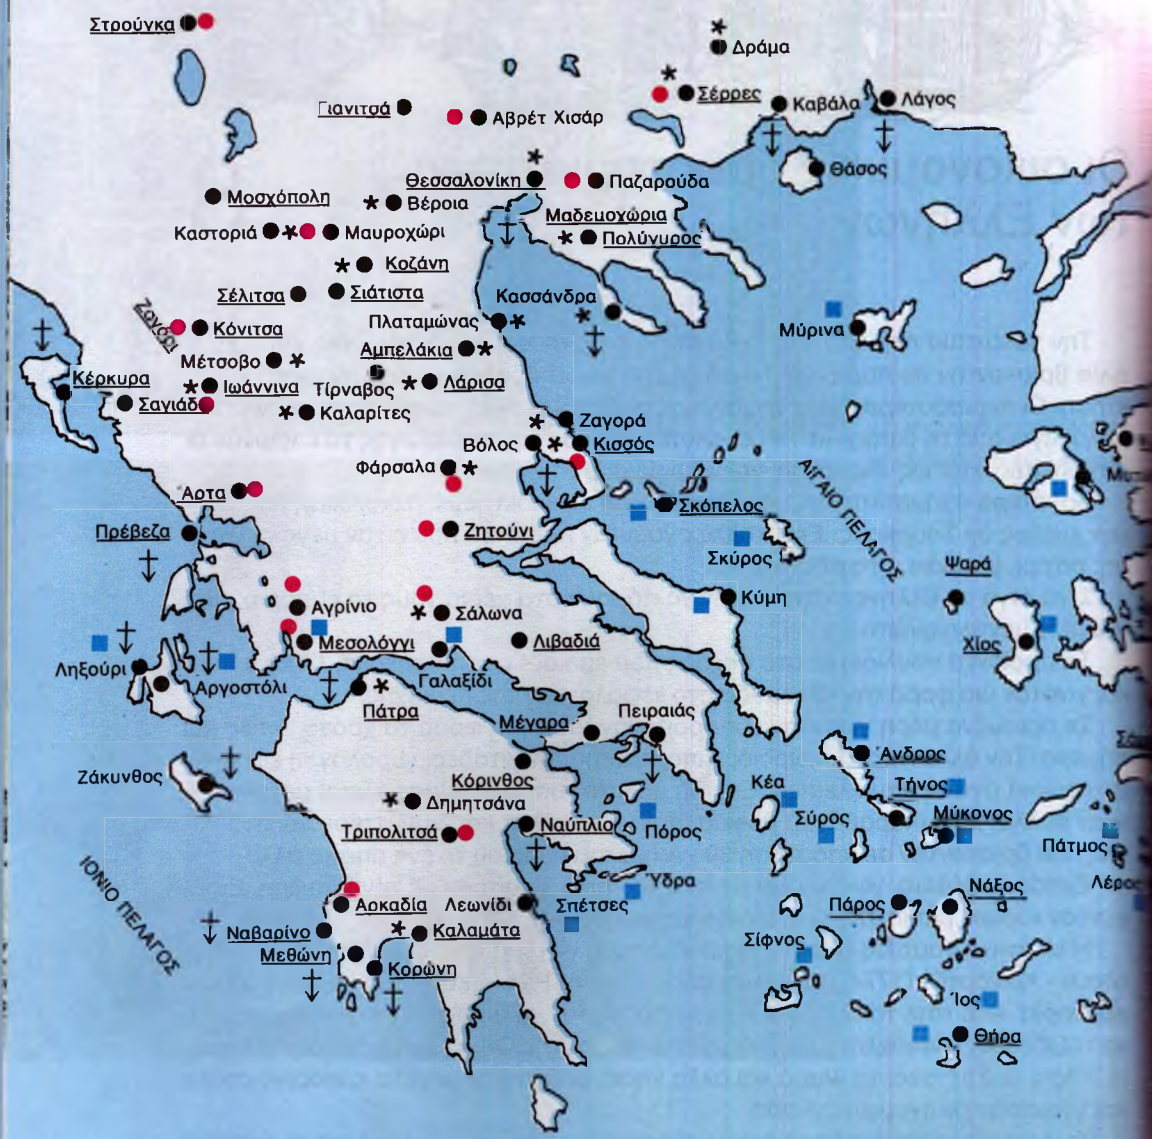 Στρούγκα
Δράμα
Σέρρες
Καβάλα
Λάγος
Γιανιτσά
Αβρέτ Χισάρ
Θάσος
Θεσσαλονίκη
Παζαρούδα
Μοσχόπολη
Βέροια
Μαδεμοχώρια
Καστοριά
Μαυροχώρι
Πολύγυρος
Κοζάνη
Σέλιτσα
Σιάτιστα
Κασσάνδρα
Ζαγόρι
Κόνιτσα
Πλαταμώνας
Μύρινα
Μέτσοβο
Αμπελάκια
Κέρκυρα
Ιωάννινα
Τίρναβος
Λάρισα
Σαγιάδα
Καλαρίτες
Ζαγορά
Βόλος
Κισσός
Φάρσαλα
ΑΙΓΑΙΟ ΠΕΛΑΓΟΣ
Άρτα
Σκόπελος
Πρέβεζα
Ζητούνι
Σκύρος
Ψαρά
Κύμη
Αγρίνιο
Σάλωνα
Μεσολόγγι
Λιβαδιά
Χίος
Ληξούρι
Αργοστόλι
Γαλαξίδι
Πάτρα
Μέγαρα
Πειραιάς
Άνδρος
Ζάκυνθος
Κόρινθος
Κέα
Τήνος
Δημητσάνα
Σύρος
Μύκονος
Τριπολιτσά
Ναύπλιο
Πόρος
Πάτμος
ΙΟΝΙΟ ΠΕΛΑΓΟΣ
Ύδρα
Λέρος
Νάξος
Αρκαδία
Λεωνίδι
Σπέτσες
Πάρος
Ναβαρίνο
Καλαμάτα
Σίφνος
Μεθώνη
Κορώνη
Ίος
Θήρα